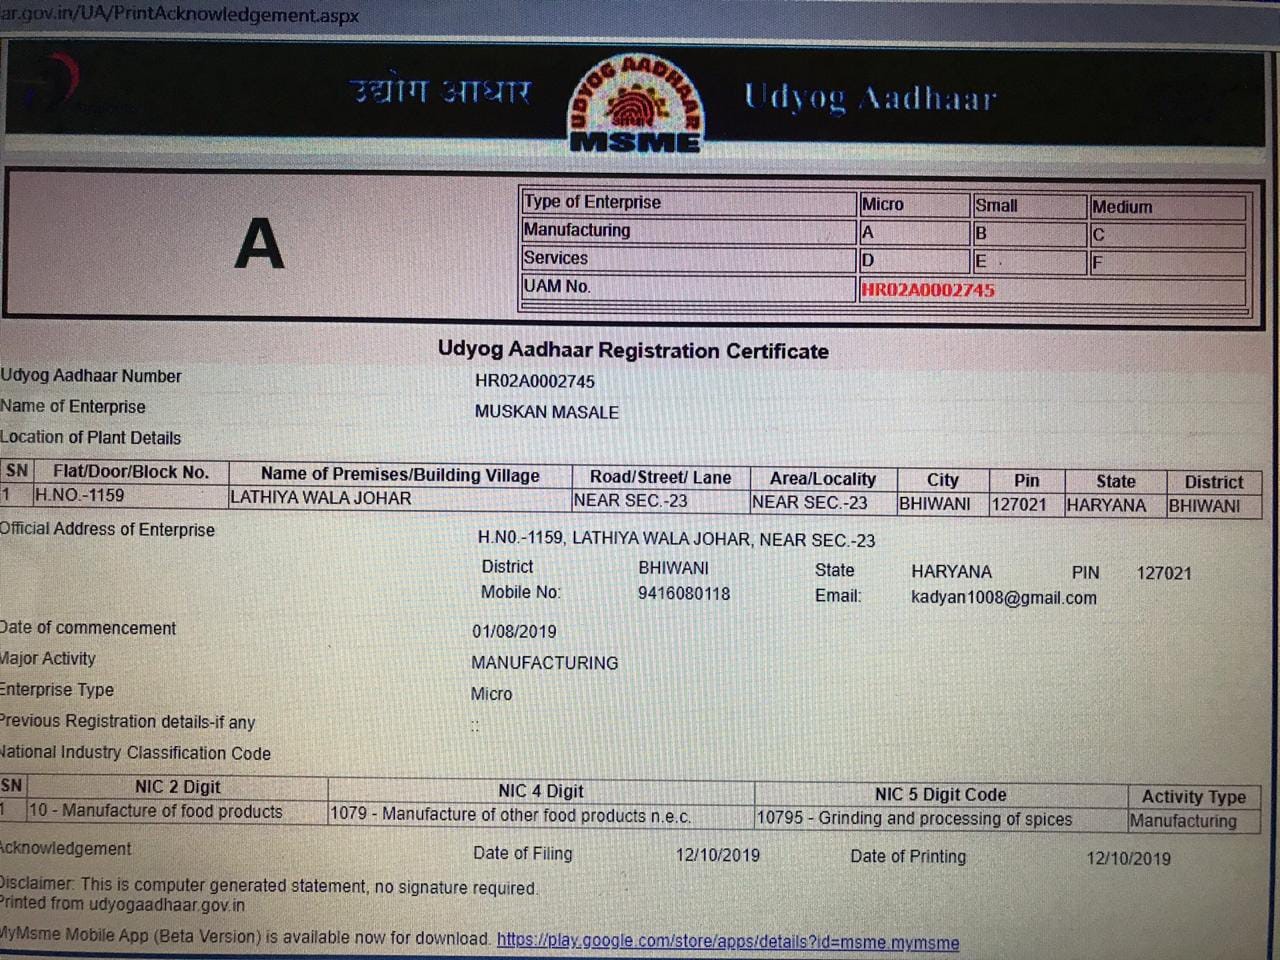 ar.gov.in/UA/PrintAcknowledgement.aspx
उद्योग आधार
UDYOG AADHAAR
MSME
Udyog Aadhaar
A
Type of Enterprise Micro Small Medium
Manufacturing A B C
Services D E F
UAM No. HR02A0002745
Udyog Aadhaar Registration Certificate
Udyog Aadhaar Number HR02A0002745
Name of Enterprise MUSKAN MASALE
Location of Plant Details
SN Flat/Door/Block No. Name of Premises/Building Village Road/Street/ Lane Area/Locality City Pin State District
1 H.NO.-1159 LATHIYA WALA JOHAR NEAR SEC.-23 NEAR SEC.-23 BHIWANI 127021 HARYANA BHIWANI
Official Address of Enterprise H.N0.-1159, LATHIYA WALA JOHAR, NEAR SEC.-23
District BHIWANI State HARYANA PIN 127021
Mobile No: 9416080118 Email: kadyan1008@gmail.com
Date of commencement 01/08/2019
Major Activity MANUFACTURING
Enterprise Type Micro
Previous Registration details-if any ::
National Industry Classification Code
SN NIC 2 Digit NIC 4 Digit NIC 5 Digit Code Activity Type
1 10 - Manufacture of food products 1079 - Manufacture of other food products n.e.c. 10795 - Grinding and processing of spices Manufacturing
Acknowledgement Date of Filing 12/10/2019 Date of Printing 12/10/2019
Disclaimer: This is computer generated statement, no signature required.
Printed from udyogaadhaar.gov.in
MyMsme Mobile App (Beta Version) is available now for download. https://play.google.com/store/apps/details?id=msme.mymsme